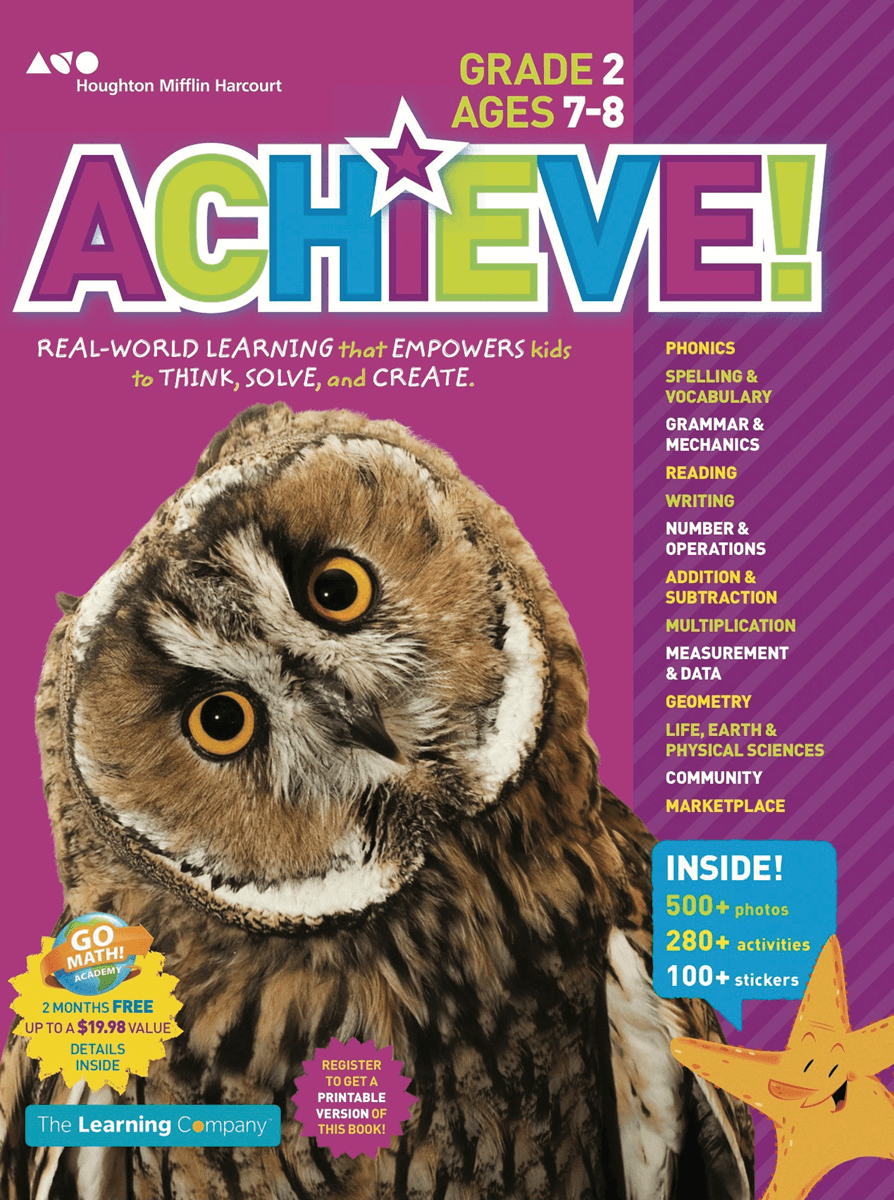 Houghton Mifflin Harcourt
GRADE 2
AGES 7-8
ACHiEVE!
REAL-WORLD LEARNING that EMPOWERS kids
to THINK, SOLVE, and CREATE.
PHONICS
SPELLING &
VOCABULARY
GRAMMAR &
MECHANICS
READING
WRITING
NUMBER &
OPERATIONS
ADDITION &
SUBTRACTION
MULTIPLICATION
MEASUREMENT
& DATA
GEOMETRY
LIFE, EARTH &
PHYSICAL SCIENCES
COMMUNITY
MARKETPLACE
INSIDE!
500+ photos
280+ activities
100+ stickers
GO
MATH!
ACADEMY
2 MONTHS FREE
UP TO A $19.98 VALUE
DETAILS
INSIDE
REGISTER
TO GET A
PRINTABLE
VERSION OF
THIS BOOK!
The Learning Company™